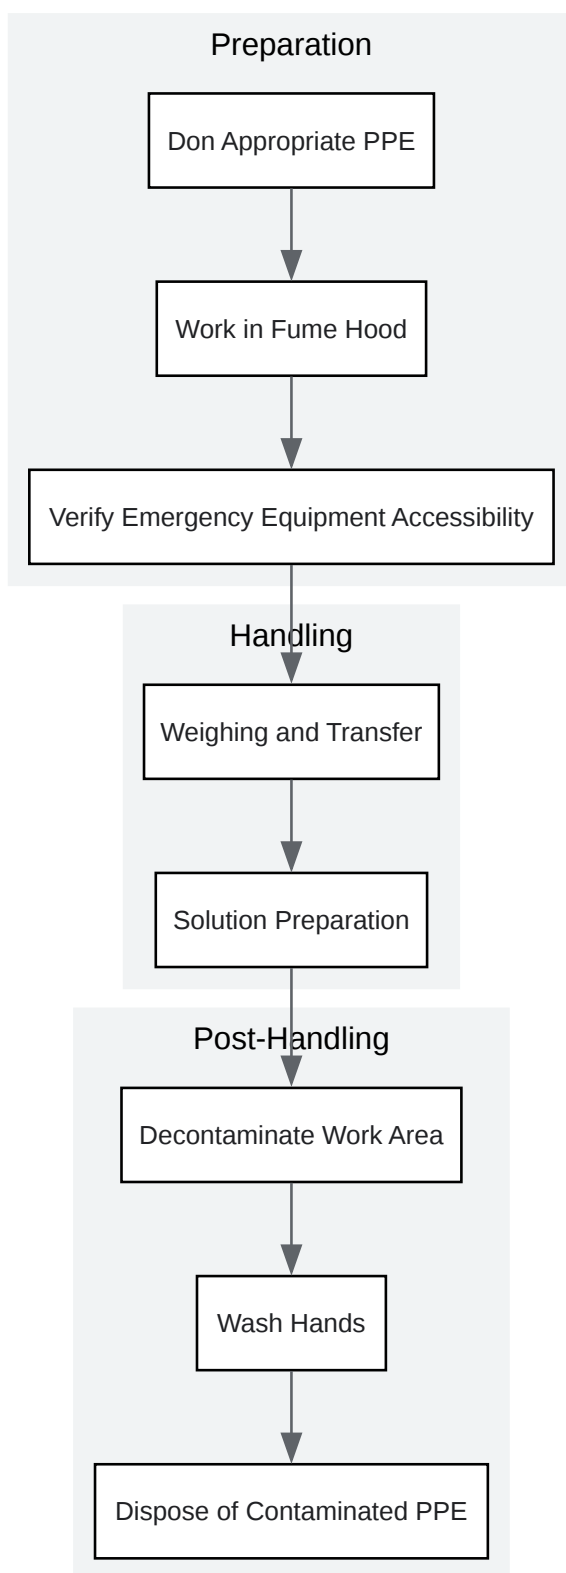 Preparation
Don Appropriate PPE
Work in Fume Hood
Verify Emergency Equipment Accessibility
Handling
Weighing and Transfer
Solution Preparation
Post-Handling
Decontaminate Work Area
Wash Hands
Dispose of Contaminated PPE